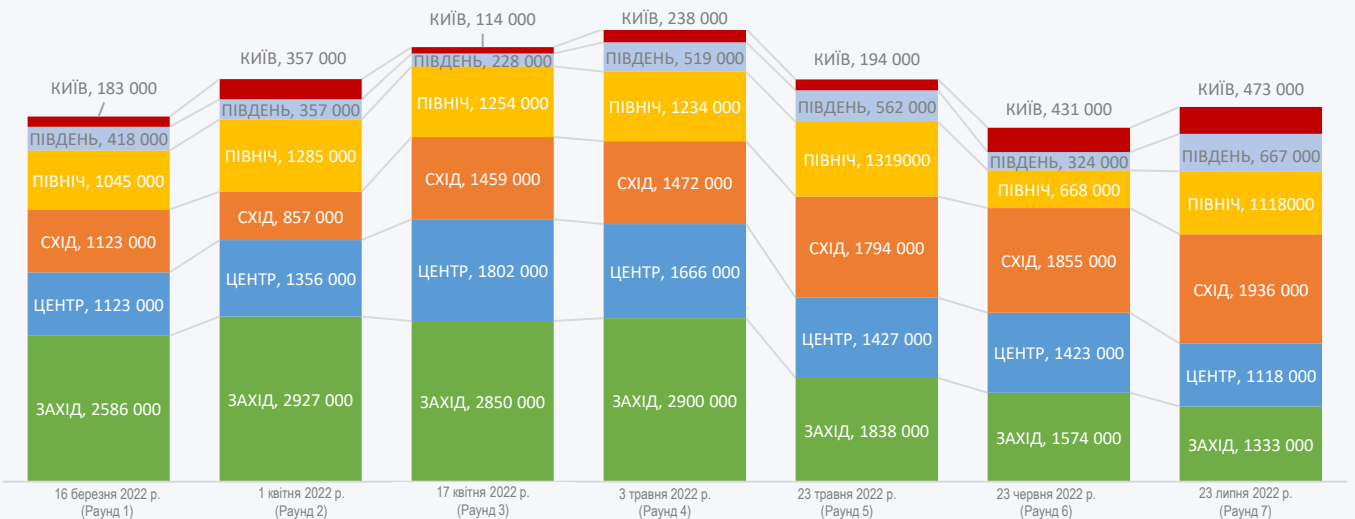 КИЇВ, 183 000
ПІВДЕНЬ, 418 000
ПІВНІЧ, 1045 000
СХІД, 1123 000
ЦЕНТР, 1123 000
ЗАХІД, 2586 000
16 березня 2022 р.
(Раунд 1)
КИЇВ, 357 000
ПІВДЕНЬ, 357 000
ПІВНІЧ, 1285 000
СХІД, 857 000
ЦЕНТР, 1356 000
ЗАХІД, 2927 000
1 квітня 2022 р.
(Раунд 2)
КИЇВ, 114 000
ПІВДЕНЬ, 228 000
ПІВНІЧ, 1254 000
СХІД, 1459 000
ЦЕНТР, 1802 000
ЗАХІД, 2850 000
17 квітня 2022 р.
(Раунд 3)
КИЇВ, 238 000
ПІВДЕНЬ, 519 000
ПІВНІЧ, 1234 000
СХІД, 1472 000
ЦЕНТР, 1666 000
ЗАХІД, 2900 000
3 травня 2022 р.
(Раунд 4)
КИЇВ, 194 000
ПІВДЕНЬ, 562 000
ПІВНІЧ, 1319000
СХІД, 1794 000
ЦЕНТР, 1427 000
ЗАХІД, 1838 000
23 травня 2022 р.
(Раунд 5)
КИЇВ, 431 000
ПІВДЕНЬ, 324 000
ПІВНІЧ, 668 000
СХІД, 1855 000
ЦЕНТР, 1423 000
ЗАХІД, 1574 000
23 червня 2022 р.
(Раунд 6)
КИЇВ, 473 000
ПІВДЕНЬ, 667 000
ПІВНІЧ, 1118000
СХІД, 1936 000
ЦЕНТР, 1118 000
ЗАХІД, 1333 000
23 липня 2022 р.
(Раунд 7)